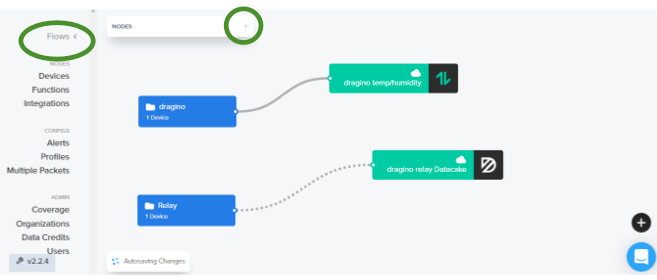 Flows <
NODES
Devices
Functions
Integrations
CONFIGS
Alerts
Profiles
Multiple Packets
ADMIN
Coverage
Organizations
Data Credits
Users
v2.2.4
NODES +
dragino temp/humidity
dragino
1 Device
dragino relay Datacake
Relay
1 Device
Autosaving Changes
+